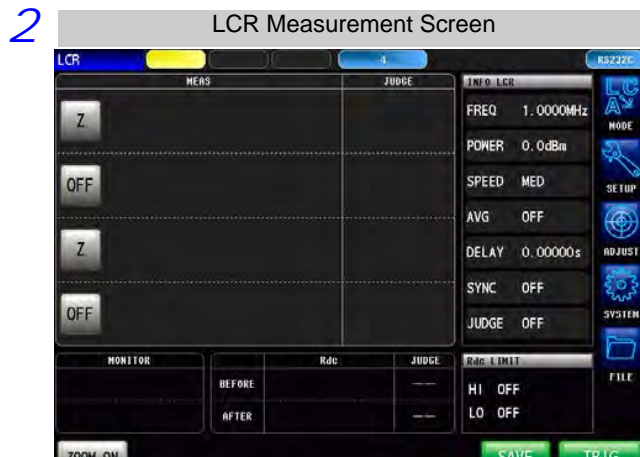 2
LCR Measurement Screen
LCR
4
RS232C
MEAS
JUDGE
INFO LCR
Z
FREQ 1.0000MHz
MODE
POWER 0.0dBm
OFF
SPEED MED
SETUP
AVG OFF
Z
DELAY 0.00000s
ADJUST
SYNC OFF
OFF
JUDGE OFF
SYSTEM
MONITOR
Rdc
JUDGE
Rdc LIMIT
FILE
BEFORE ----
HI OFF
AFTER ----
LO OFF
ZOOM ON
SAVE
TRIG